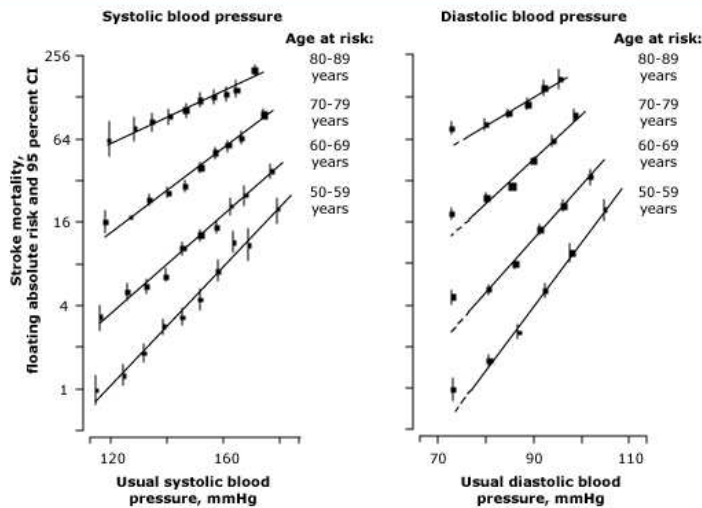 Systolic blood pressure
Age at risk:
80-89
years
70-79
years
60-69
years
50-59
years
256
64
16
4
1
Stroke mortality,
floating absolute risk and 95 percent CI
120
160
Usual systolic blood
pressure, mmHg
Diastolic blood pressure
Age at risk:
80-89
years
70-79
years
60-69
years
50-59
years
70
90
110
Usual diastolic blood
pressure, mmHg